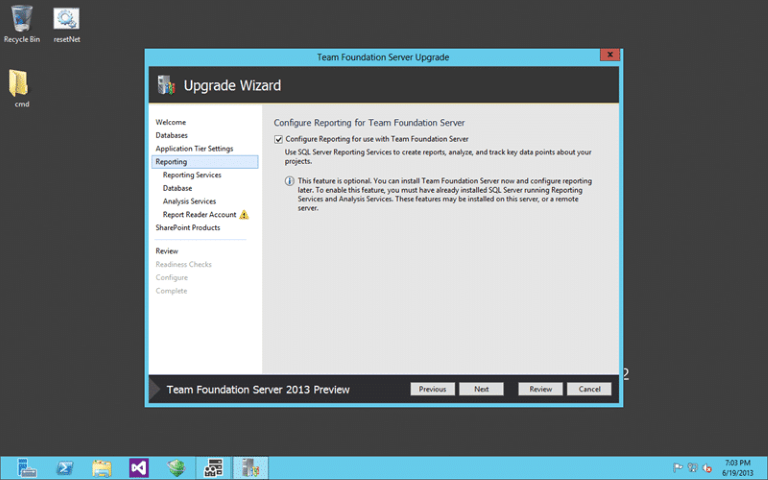 Recycle Bin
resetNet
cmd
Team Foundation Server Upgrade
x
Upgrade Wizard
Welcome
Databases
Application Tier Settings
Reporting
Reporting Services
Database
Analysis Services
Report Reader Account
SharePoint Products
Review
Readiness Checks
Configure
Complete
Configure Reporting for Team Foundation Server
Configure Reporting for use with Team Foundation Server
Use SQL Server Reporting Services to create reports, analyze, and track key data points about your
projects.
This feature is optional. You can install Team Foundation Server now and configure reporting
later. To enable this feature, you must have already installed SQL Server running Reporting
Services and Analysis Services. These features may be installed on this server, or a remote
server.
Team Foundation Server 2013 Preview
Previous
Next
Review
Cancel
2
7:03 PM
6/19/2013